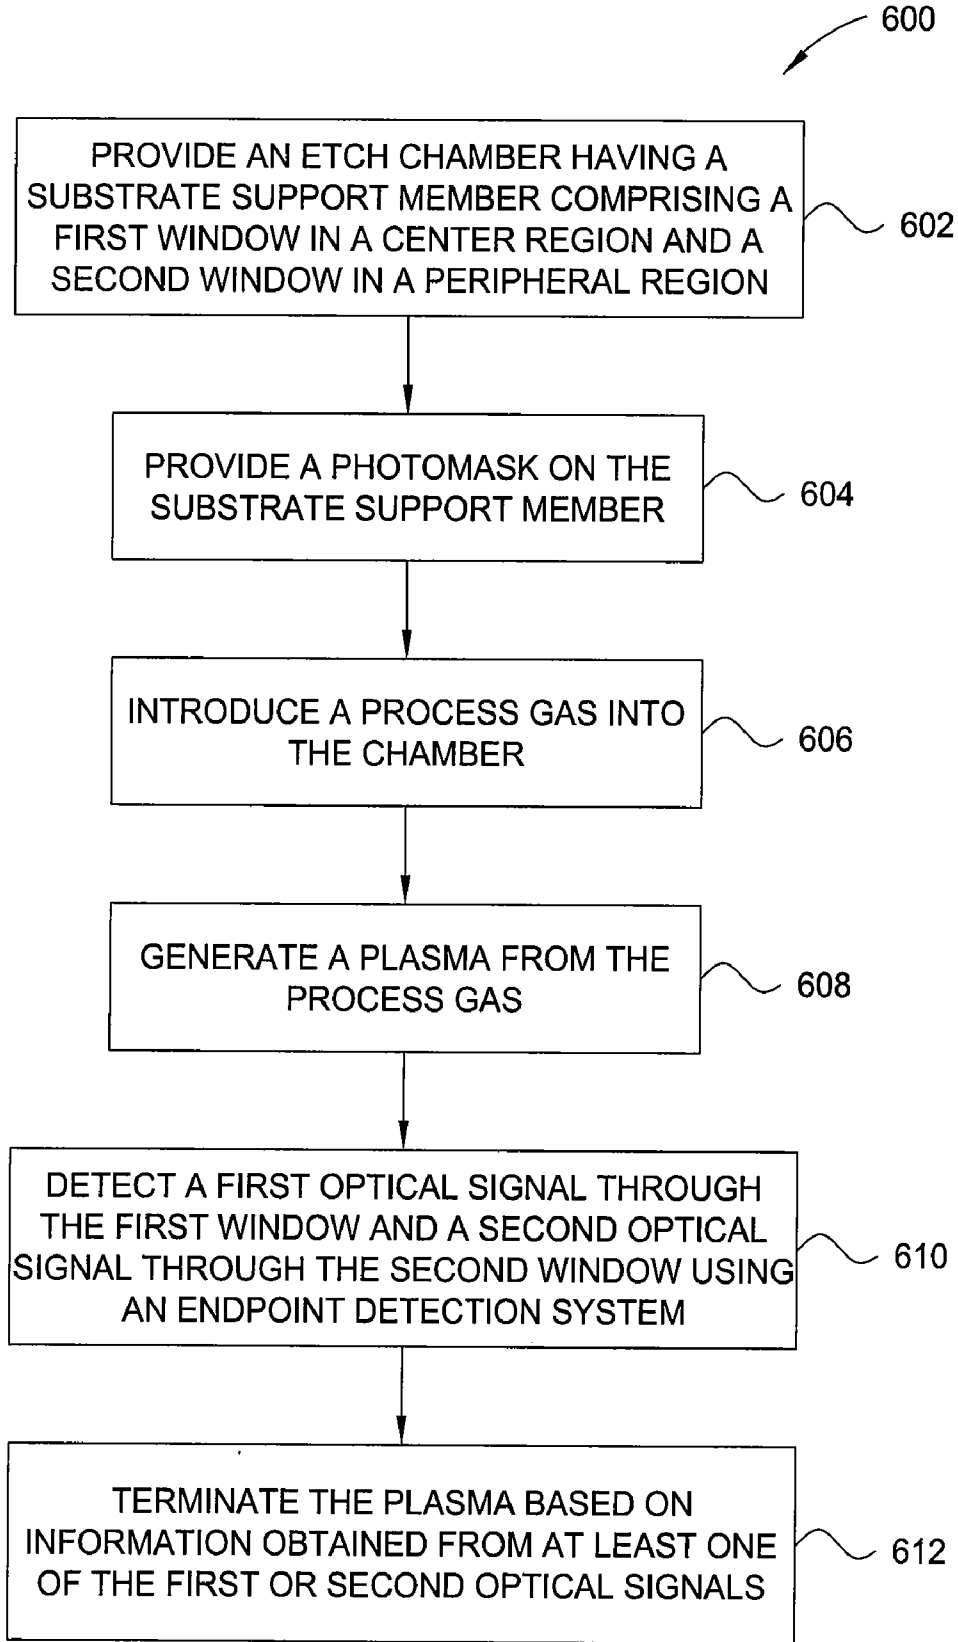 600
PROVIDE AN ETCH CHAMBER HAVING A
SUBSTRATE SUPPORT MEMBER COMPRISING A
FIRST WINDOW IN A CENTER REGION AND A
SECOND WINDOW IN A PERIPHERAL REGION
602
PROVIDE A PHOTOMASK ON THE
SUBSTRATE SUPPORT MEMBER
604
INTRODUCE A PROCESS GAS INTO
THE CHAMBER
606
GENERATE A PLASMA FROM THE
PROCESS GAS
608
DETECT A FIRST OPTICAL SIGNAL THROUGH
THE FIRST WINDOW AND A SECOND OPTICAL
SIGNAL THROUGH THE SECOND WINDOW USING
AN ENDPOINT DETECTION SYSTEM
610
TERMINATE THE PLASMA BASED ON
INFORMATION OBTAINED FROM AT LEAST ONE
OF THE FIRST OR SECOND OPTICAL SIGNALS
612